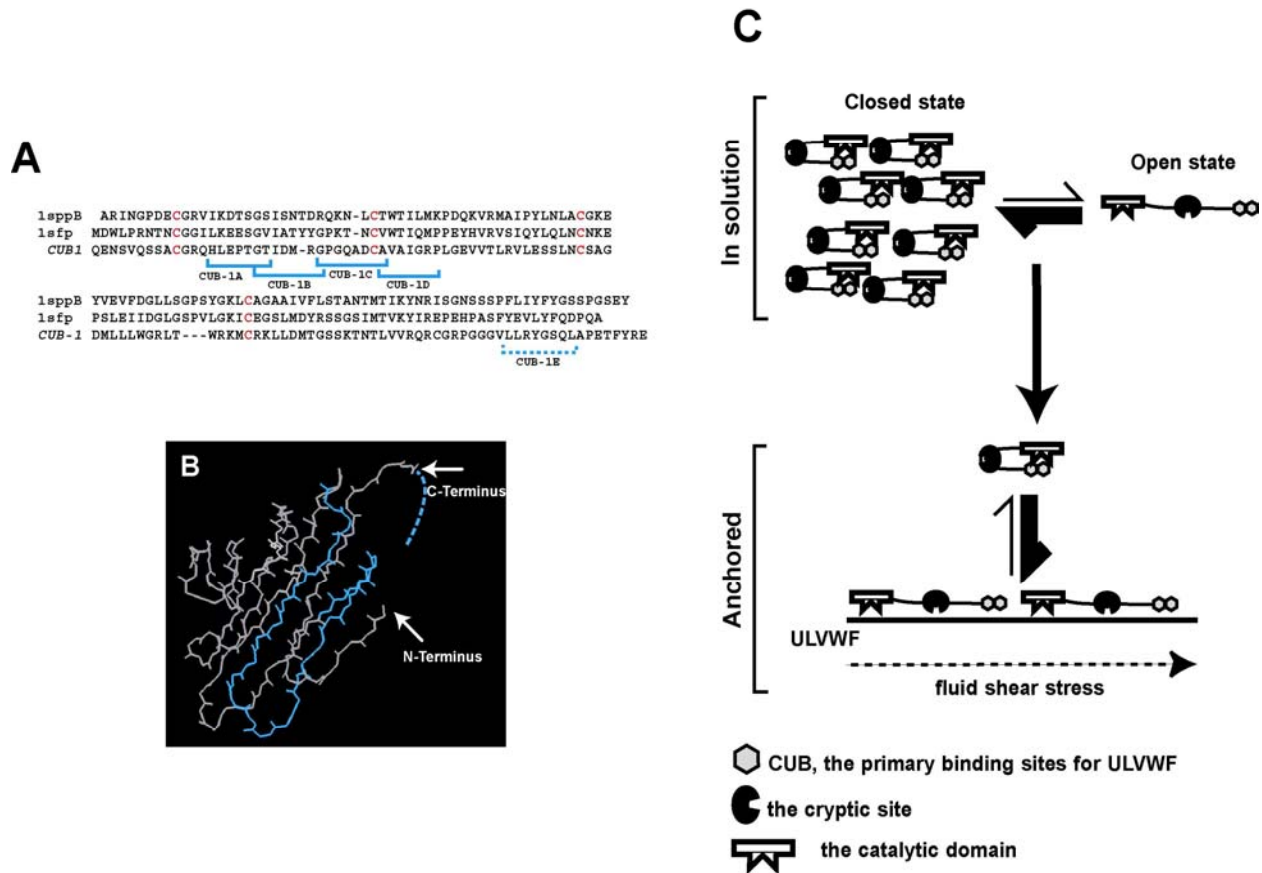 A
1sppB ARINGPDECGRVIKDTSGSISNTDRQKN-LCTWTILMKPDQKVRMAIPYLNLACGKE
1sfp MDWLPRNTNCGGILKEESGVIATYYGPKT-NCVWTIQMPPEYHVRVSIQYLQLNCNKE
CUB1 QENSVQSSACGRQHLEPTGTIDMR-GPGQADCAVAIGRPLGEVVTLRVLESSLNCSAG
CUB-1A CUB-1B CUB-1C CUB-1D
1sppB YVEVFDGLLSGPSYGKLCAGAAIVFLSTANTMTIKYNRISGNSSSPFLIYFYGSSPGSEY
1sfp PSLEIIDGLGSPVLGKICEGSLMDYRSSGSIMTVKYIREPEHPASFYEVLYFQDPQA
CUB-1 DMLLLWGRLT---WRKMCRKLLDMTGSSKTNTLVVRQRCGRPGGGVLLRYGSQLAPETFYRE
CUB-1E
B
C-Terminus
N-Terminus
C
In solution
Closed state
Open state
Anchored
ULVWF
fluid shear stress
CUB, the primary binding sites for ULVWF
the cryptic site
the catalytic domain